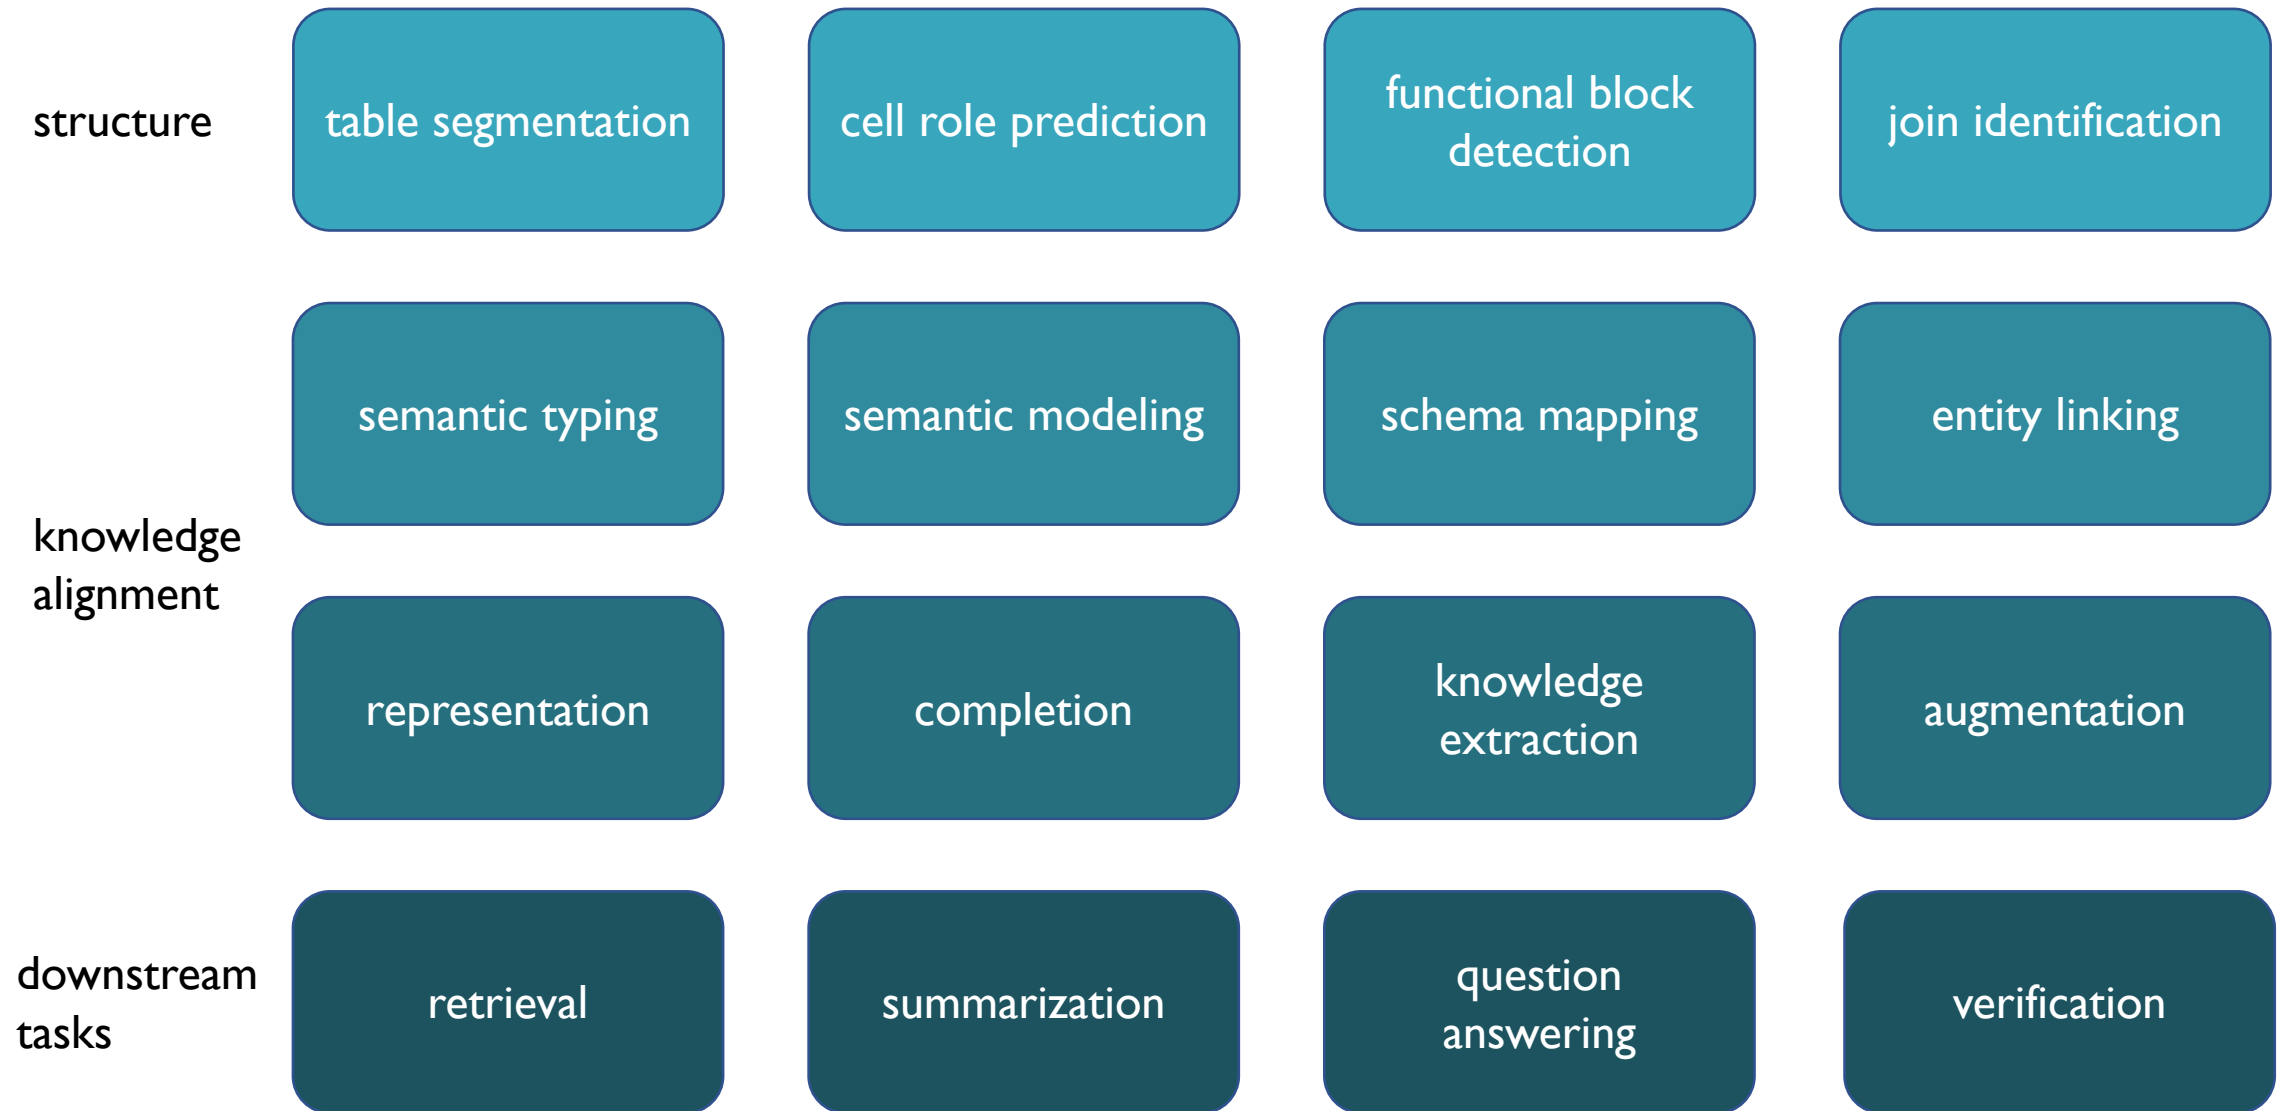 structure
table segmentation
cell role prediction
functional block
detection
join identification
semantic typing
semantic modeling
schema mapping
entity linking
knowledge
alignment
representation
completion
knowledge
extraction
augmentation
downstream
tasks
retrieval
summarization
question
answering
verification